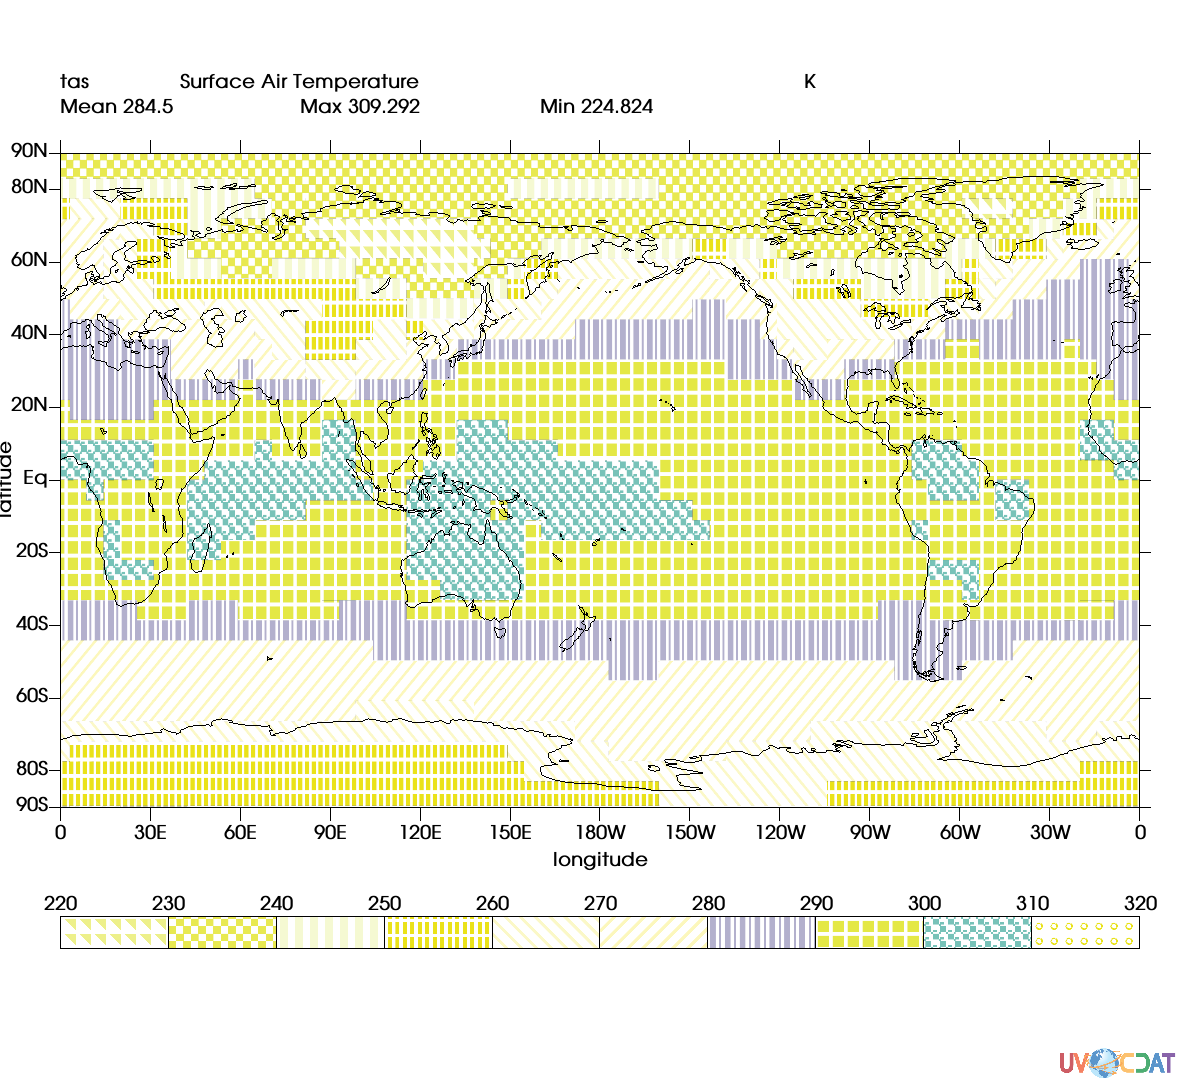 tas Surface Air Temperature K
Mean 284.5 Max 309.292 Min 224.824
90N
80N
60N
40N
20N
Eq
20S
40S
60S
80S
90S
latitude
0 30E 60E 90E 120E 150E 180W 150W 120W 90W 60W 30W 0
longitude
220 230 240 250 260 270 280 290 300 310 320
UVCDAT